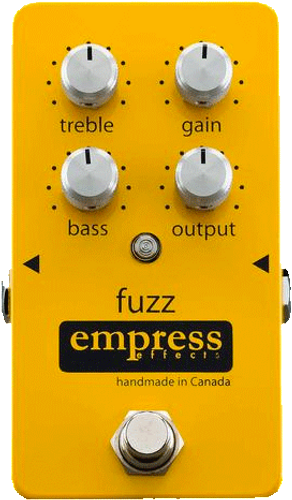 treble gain
bass output
fuzz
empress
effects
handmade in Canada